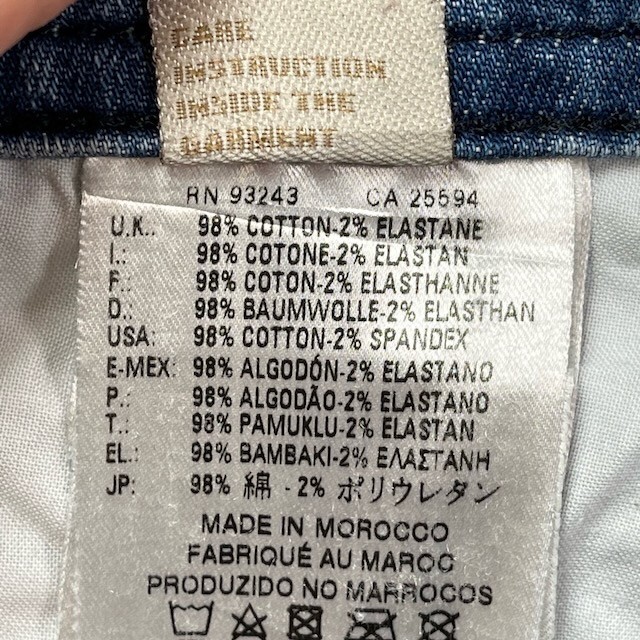 CARE
INSTRUCTION
INSIDE THE
GARMENT
RN 93243 CA 25594
U.K.: 98% COTTON-2% ELASTANE
I.: 98% COTONE-2% ELASTAN
F.: 98% COTON-2% ELASTHANNE
D.: 98% BAUMWOLLE-2% ELASTHAN
USA: 98% COTTON-2% SPANDEX
E-MEX: 98% ALGODÓN-2% ELASTANO
P.: 98% ALGODÃO-2% ELASTANO
T.: 98% PAMUKLU-2% ELASTAN
EL.: 98% BAMBAKI-2% ΕΛΑΣΤΑΝΗ
JP: 98% 綿 - 2% ポリウレタン
MADE IN MOROCCO
FABRIQUÉ AU MAROC
PRODUZIDO NO MARROCOS